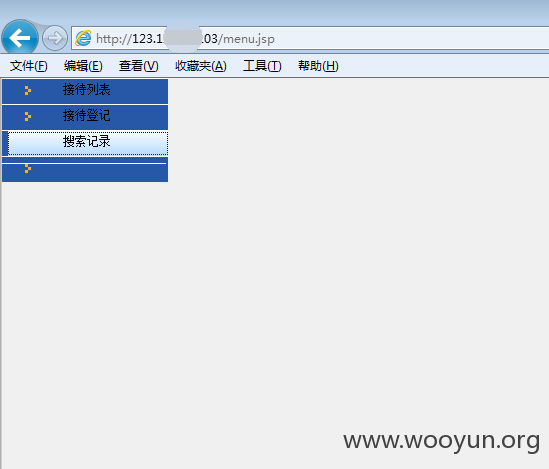 http://123.1 .03/menu.jsp
文件(F) 编辑(E) 查看(V) 收藏夹(A) 工具(T) 帮助(H)
接待列表
接待登记
搜索记录
www.wooyun.org